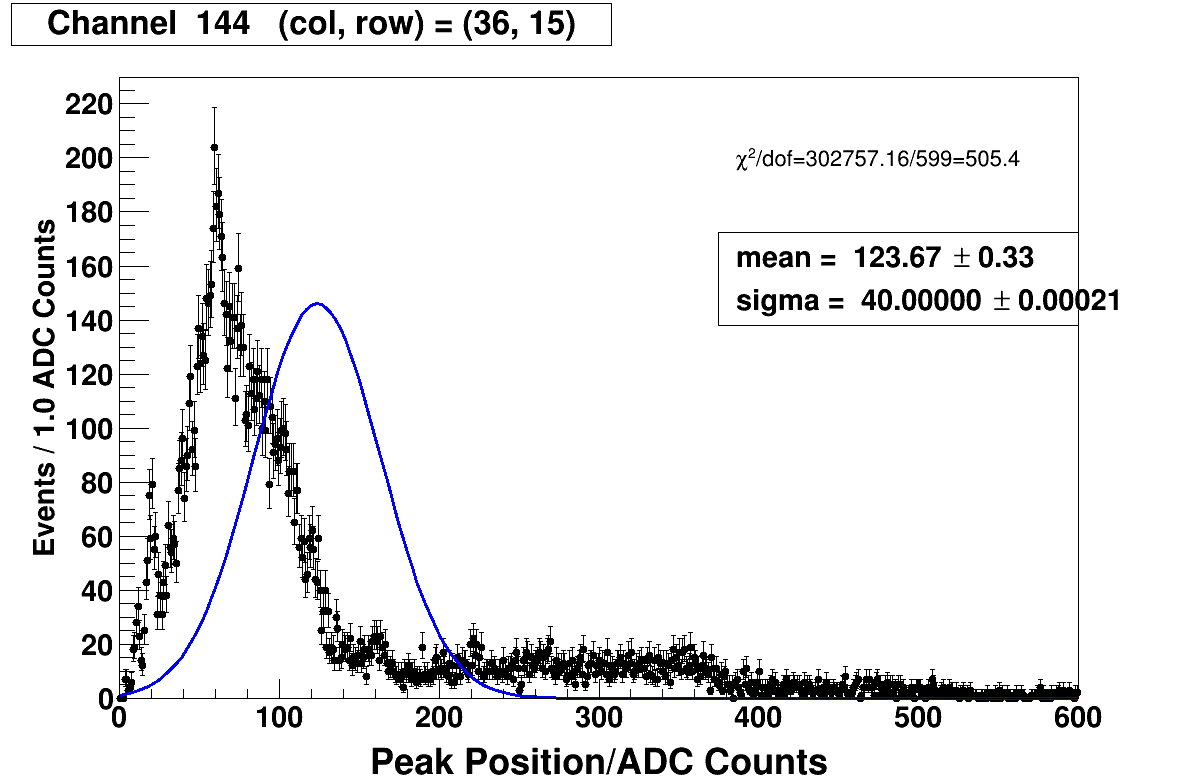 Channel 144 (col, row) = (36, 15)
χ²/dof=302757.16/599=505.4
mean = 123.67 ± 0.33
sigma = 40.00000 ± 0.00021
Events / 1.0 ADC Counts
220
200
180
160
140
120
100
80
60
40
20
0
0 100 200 300 400 500 600
Peak Position/ADC Counts